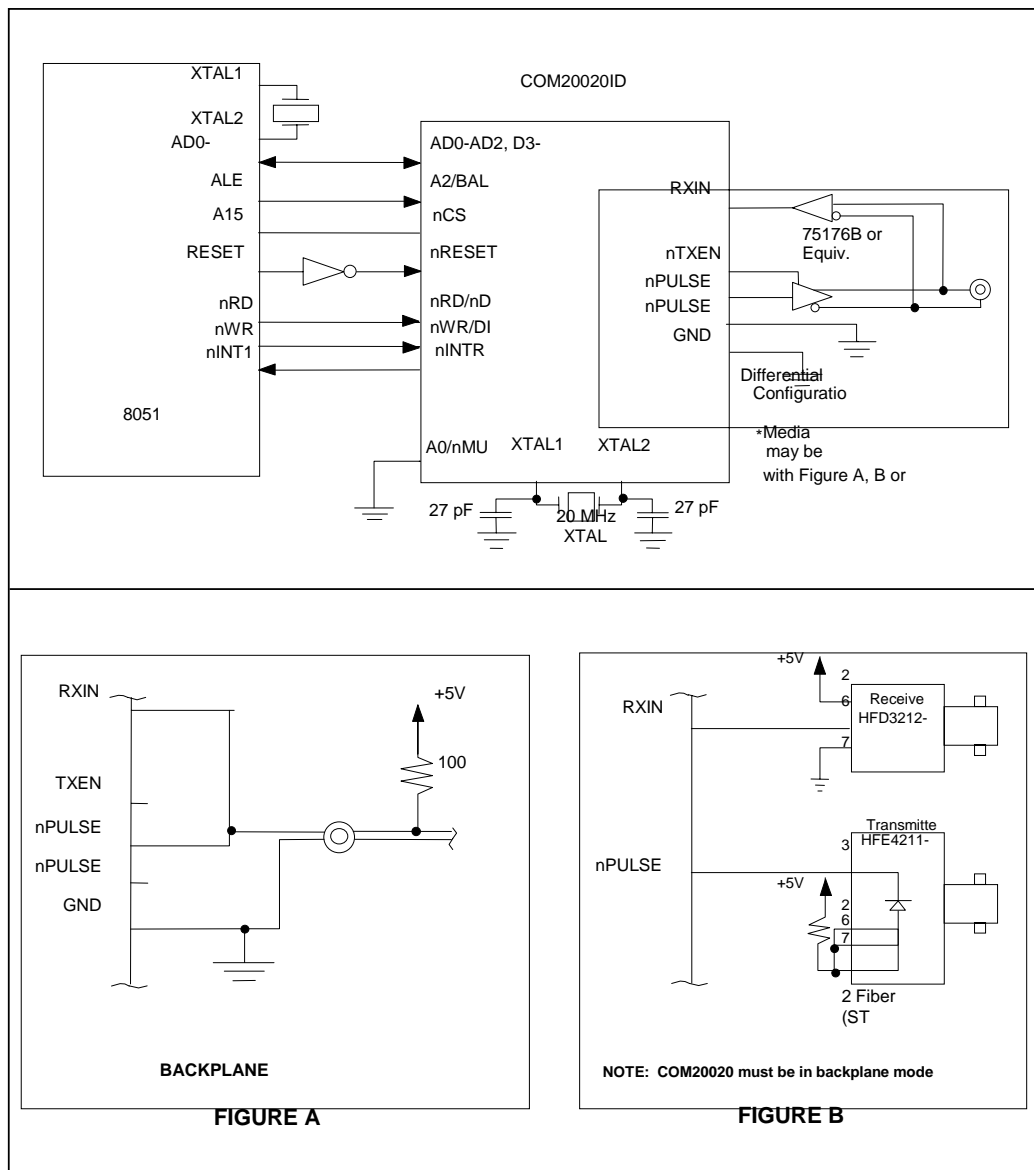 XTAL1
XTAL2
AD0-
ALE
A15
RESET
nRD
nWR
nINT1
8051
COM20020ID
AD0-AD2, D3-
A2/BAL
nCS
nRESET
nRD/nD
nWR/DI
nINTR
A0/nMU
XTAL1
XTAL2
RXIN
nTXEN
nPULSE
nPULSE
GND
75176B or
Equiv.
Differential
Configuratio
*Media
may be
with Figure A, B or
27 pF
20 MHz
XTAL
27 pF
RXIN
TXEN
nPULSE
nPULSE
GND
+5V
100
BACKPLANE
FIGURE A
RXIN
nPULSE
+5V
2
6
7
Receive
HFD3212-
Transmitte
HFE4211-
3
+5V
2
6
7
2 Fiber
(ST
NOTE: COM20020 must be in backplane mode
FIGURE B